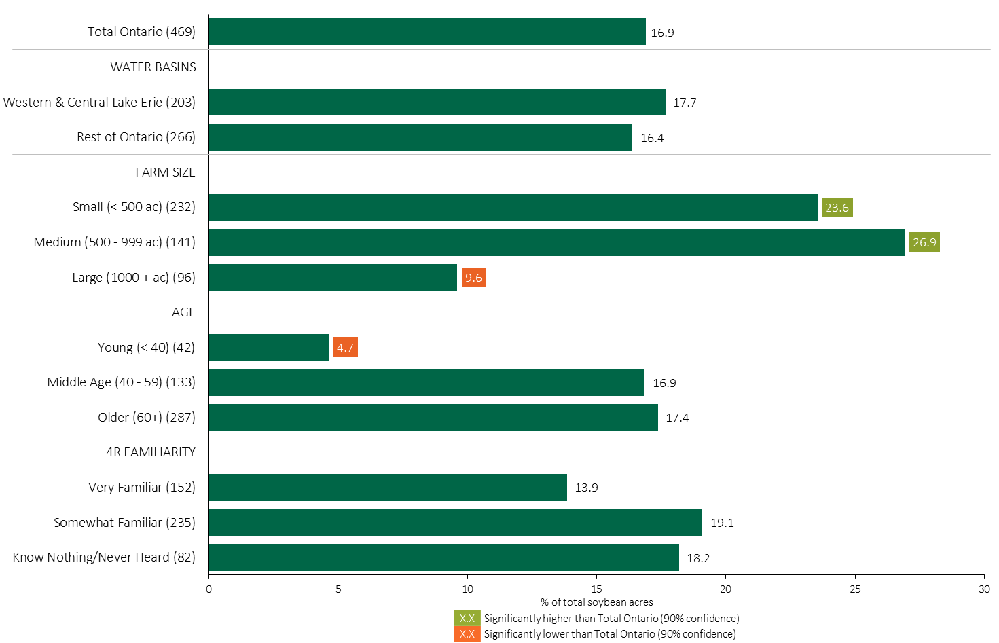 Total Ontario (469) 16.9
WATER BASINS
Western & Central Lake Erie (203) 17.7
Rest of Ontario (266) 16.4
FARM SIZE
Small (< 500 ac) (232) 23.6
Medium (500 - 999 ac) (141) 26.9
Large (1000 + ac) (96) 9.6
AGE
Young (< 40) (42) 4.7
Middle Age (40 - 59) (133) 16.9
Older (60+) (287) 17.4
4R FAMILIARITY
Very Familiar (152) 13.9
Somewhat Familiar (235) 19.1
Know Nothing/Never Heard (82) 18.2
0 5 10 15 20 25 30
% of total soybean acres
X.X Significantly higher than Total Ontario (90% confidence)
X.X Significantly lower than Total Ontario (90% confidence)